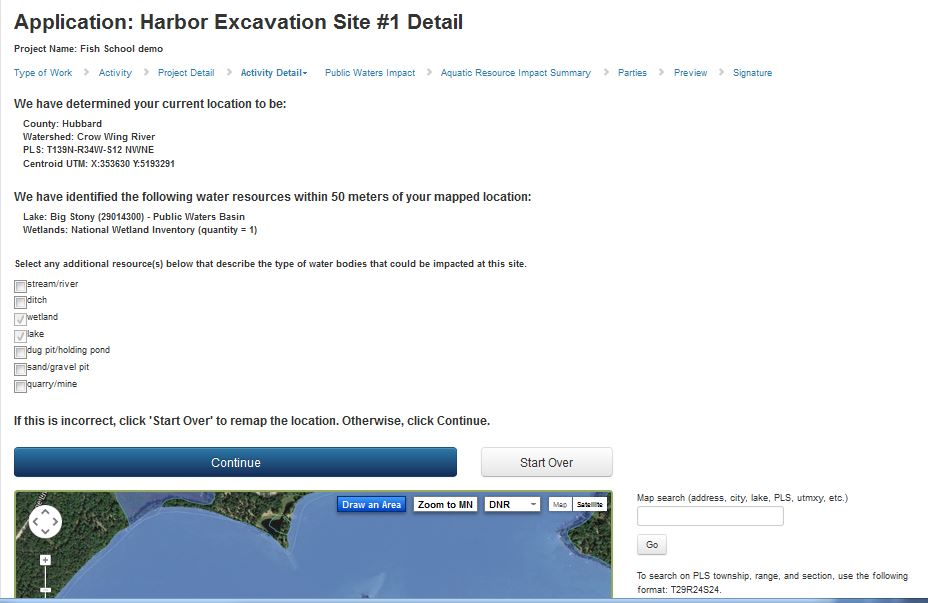 Application: Harbor Excavation Site #1 Detail
Project Name: Fish School demo
Type of Work Activity Project Detail Activity Detail Public Waters Impact Aquatic Resource Impact Summary Parties Preview Signature
We have determined your current location to be:
County: Hubbard
Watershed: Crow Wing River
PLS: T139N-R34W-S12 NWNE
Centroid UTM: X:353630 Y:5193291
We have identified the following water resources within 50 meters of your mapped location:
Lake: Big Stony (29014300) - Public Waters Basin
Wetlands: National Wetland Inventory (quantity = 1)
Select any additional resource(s) below that describe the type of water bodies that could be impacted at this site.
stream/river
ditch
wetland
lake
dug pit/holding pond
sand/gravel pit
quarry/mine
If this is incorrect, click 'Start Over' to remap the location. Otherwise, click Continue.
Continue Start Over
Draw an Area Zoom to MN DNR Map Satellite
Map search (address, city, lake, PLS, utmxy, etc.)
Go
To search on PLS township, range, and section, use the following
format: T29R24S24.